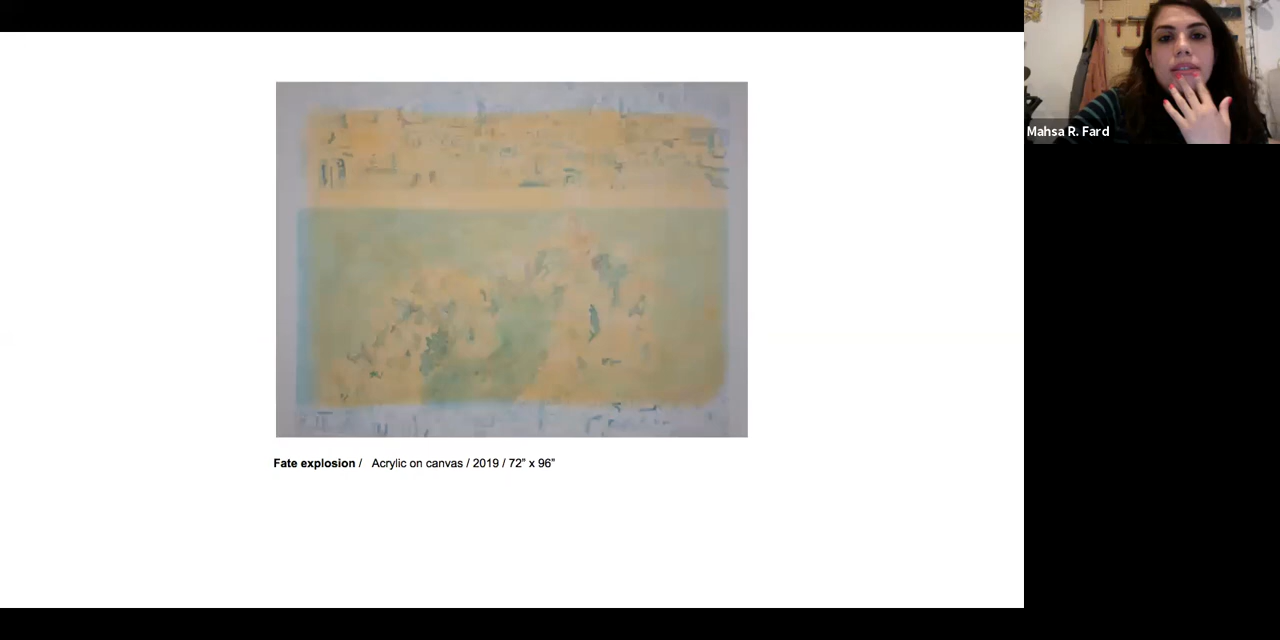 Mahsa R. Fard
Fate explosion / Acrylic on canvas / 2019 / 72” x 96”